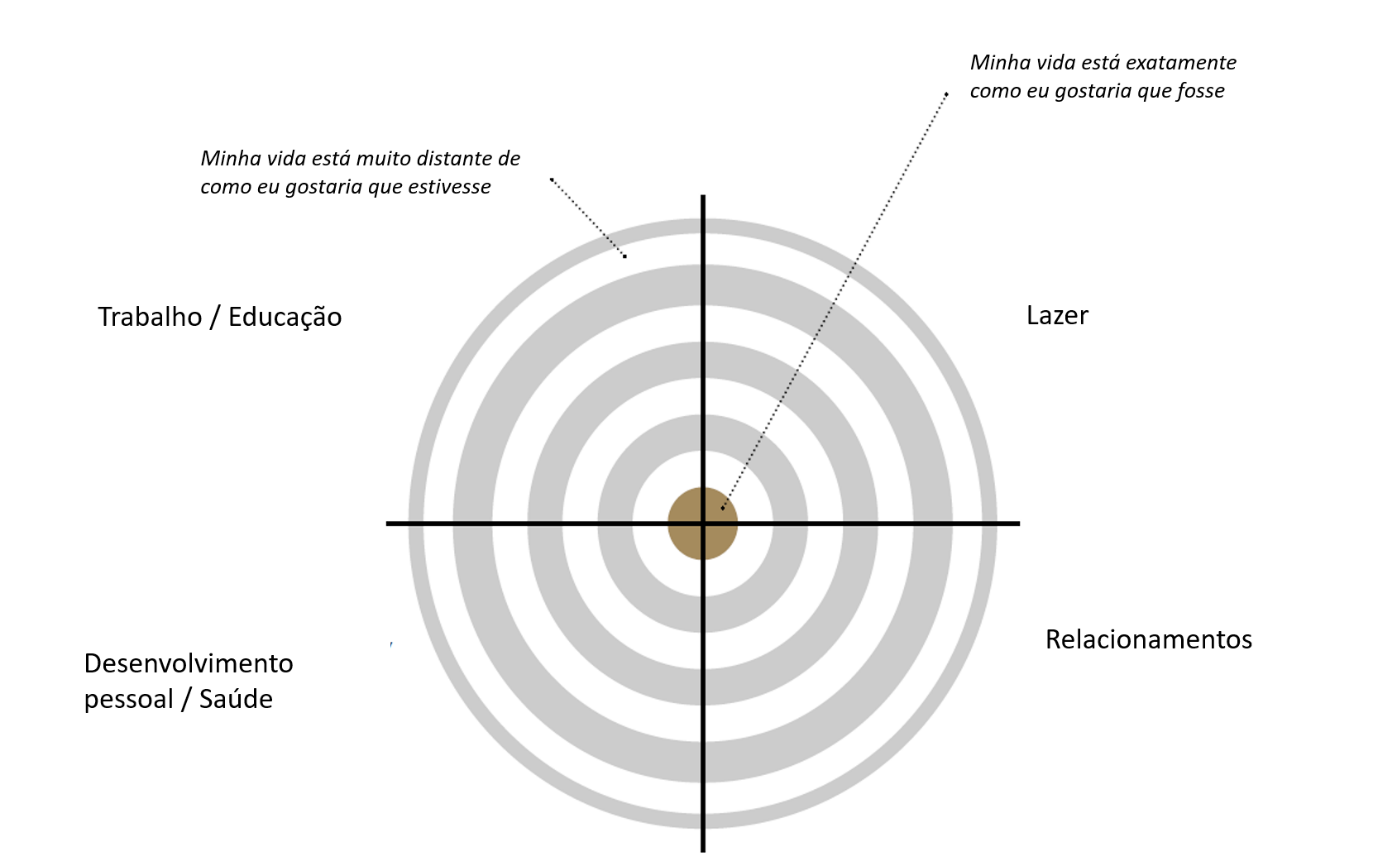 Minha vida está exatamente
como eu gostaria que fosse
Minha vida está muito distante de
como eu gostaria que estivesse
Trabalho / Educação
Lazer
Relacionamentos
Desenvolvimento
pessoal / Saúde